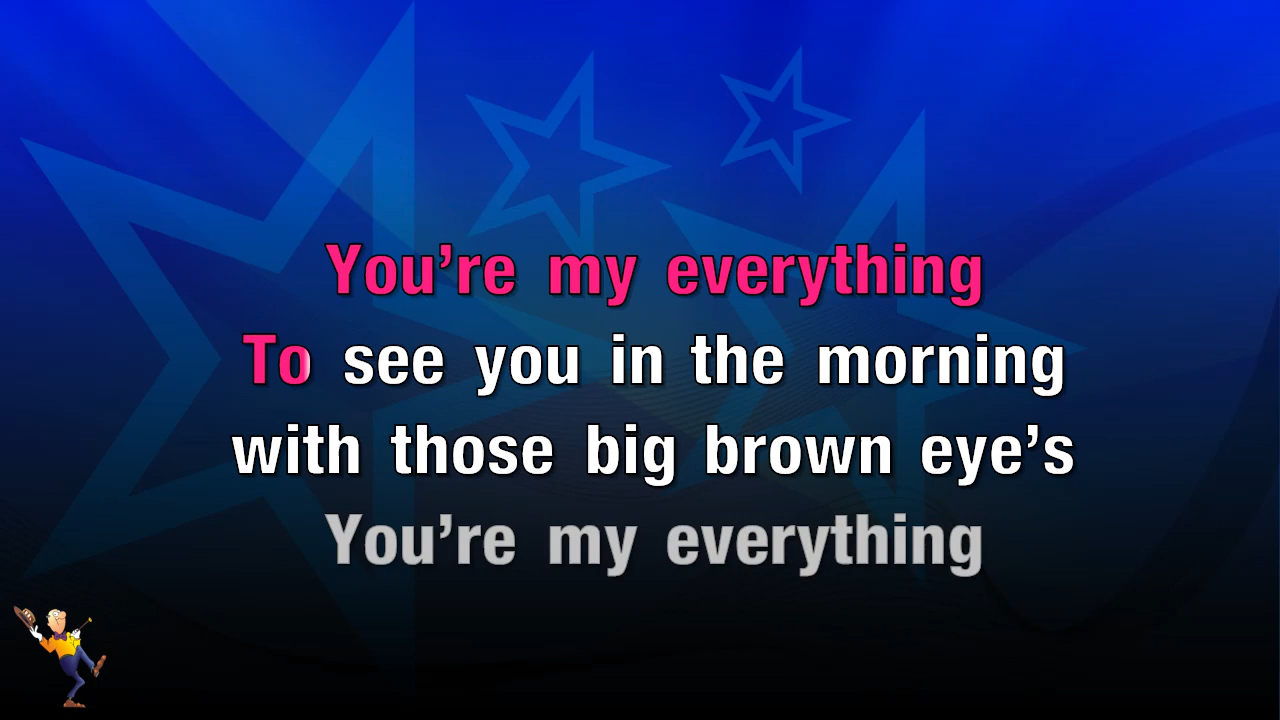 You’re my everything
To see you in the morning
with those big brown eye’s
You’re my everything